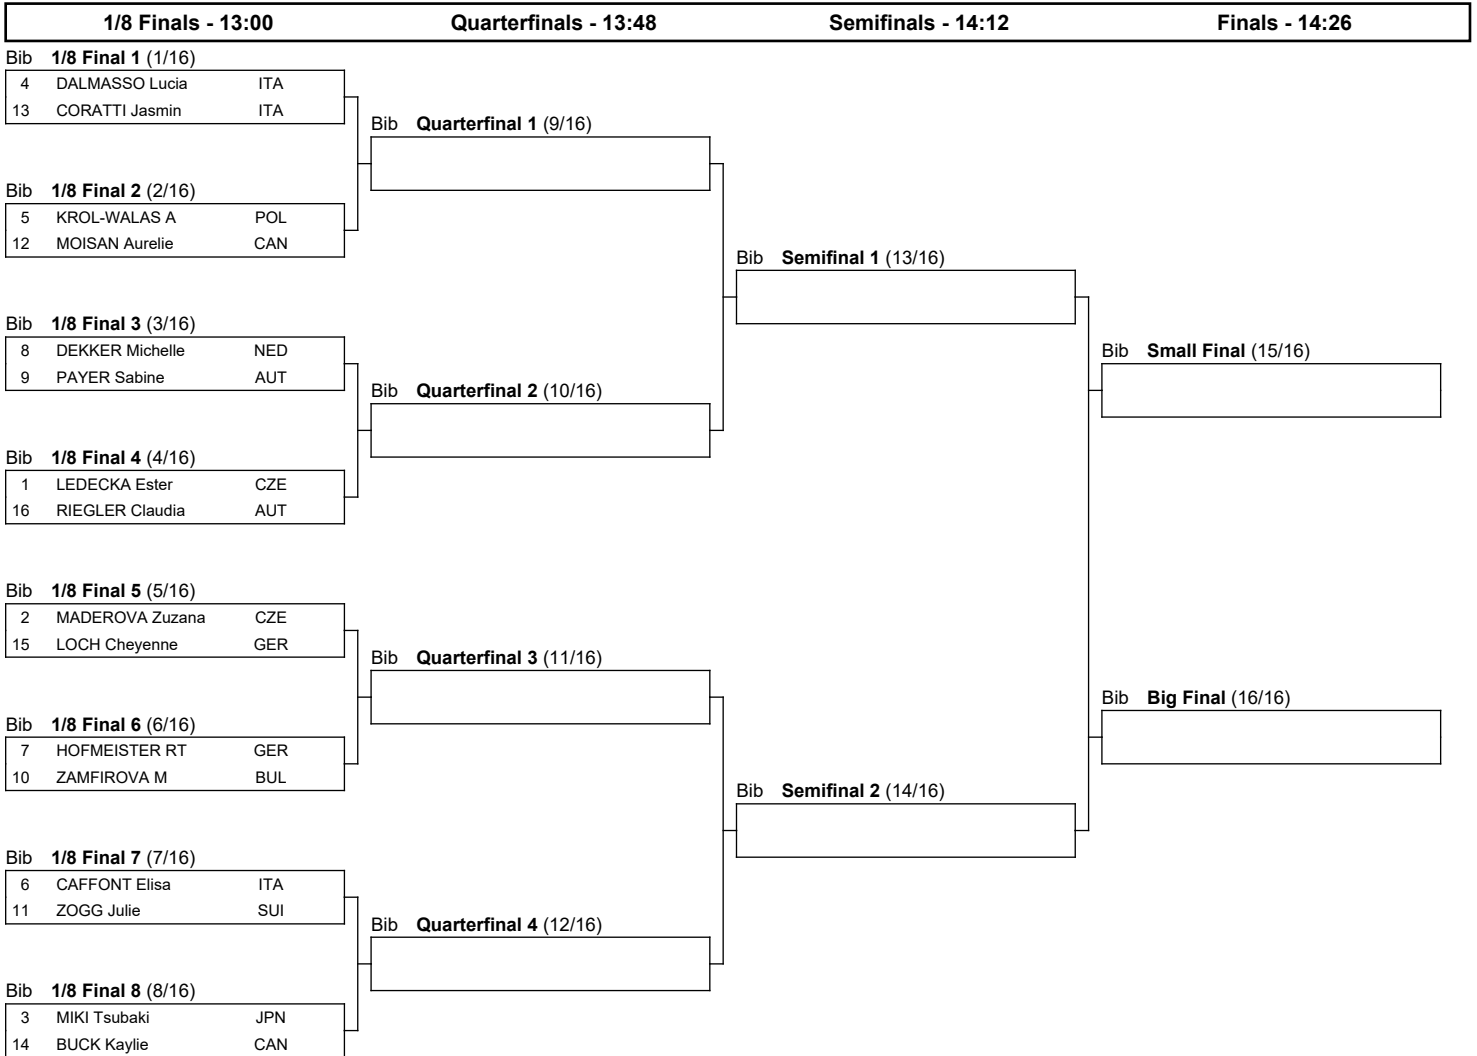 1/8 Finals - 13:00 Quarterfinals - 13:48 Semifinals - 14:12 Finals - 14:26
Bib 1/8 Final 1 (1/16)
4 DALMASSO Lucia ITA
13 CORATTI Jasmin ITA
Bib Quarterfinal 1 (9/16)
Bib 1/8 Final 2 (2/16)
5 KROL-WALAS A POL
12 MOISAN Aurelie CAN
Bib Semifinal 1 (13/16)
Bib 1/8 Final 3 (3/16)
8 DEKKER Michelle NED
9 PAYER Sabine AUT
Bib Small Final (15/16)
Bib Quarterfinal 2 (10/16)
Bib 1/8 Final 4 (4/16)
1 LEDECKA Ester CZE
16 RIEGLER Claudia AUT
Bib 1/8 Final 5 (5/16)
2 MADEROVA Zuzana CZE
15 LOCH Cheyenne GER
Bib Quarterfinal 3 (11/16)
Bib Big Final (16/16)
Bib 1/8 Final 6 (6/16)
7 HOFMEISTER RT GER
10 ZAMFIROVA M BUL
Bib Semifinal 2 (14/16)
Bib 1/8 Final 7 (7/16)
6 CAFFONT Elisa ITA
11 ZOGG Julie SUI
Bib Quarterfinal 4 (12/16)
Bib 1/8 Final 8 (8/16)
3 MIKI Tsubaki JPN
14 BUCK Kaylie CAN